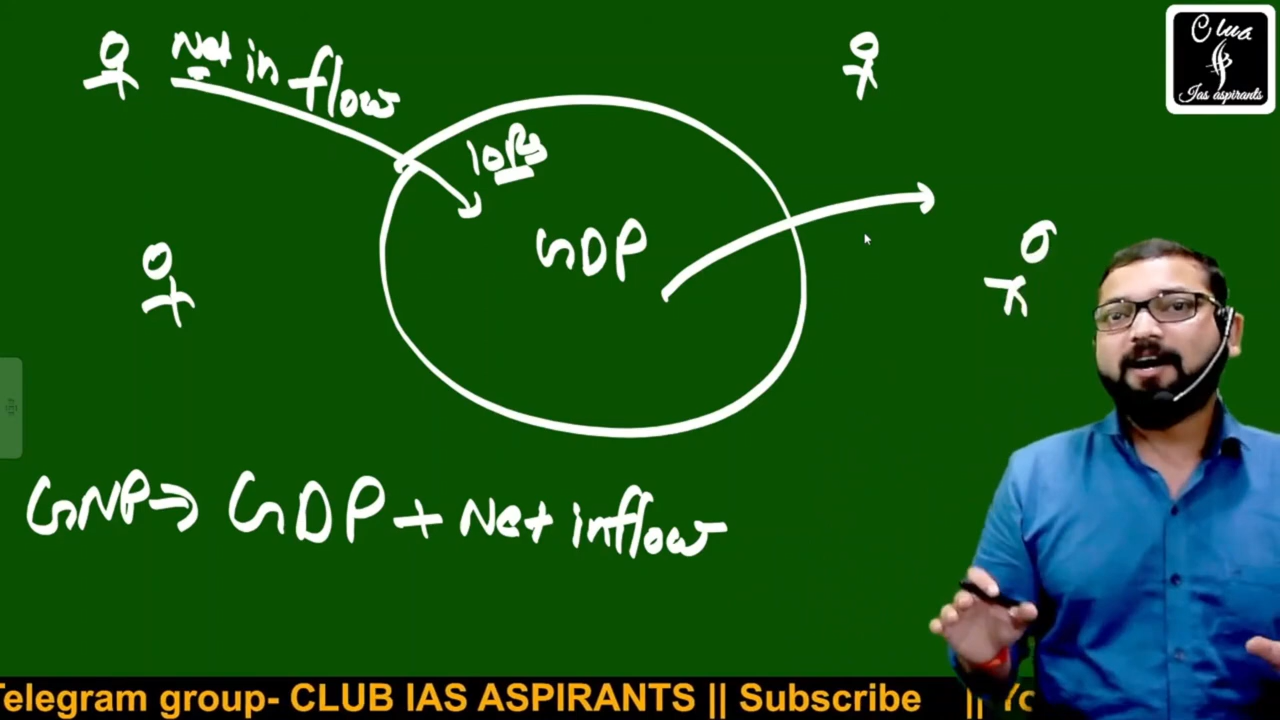 Net inflow
Club
Ias aspirants
10Rs
GDP
GNP ⇒ GDP + Net inflow
Telegram group- CLUB IAS ASPIRANTS || Subscribe ||